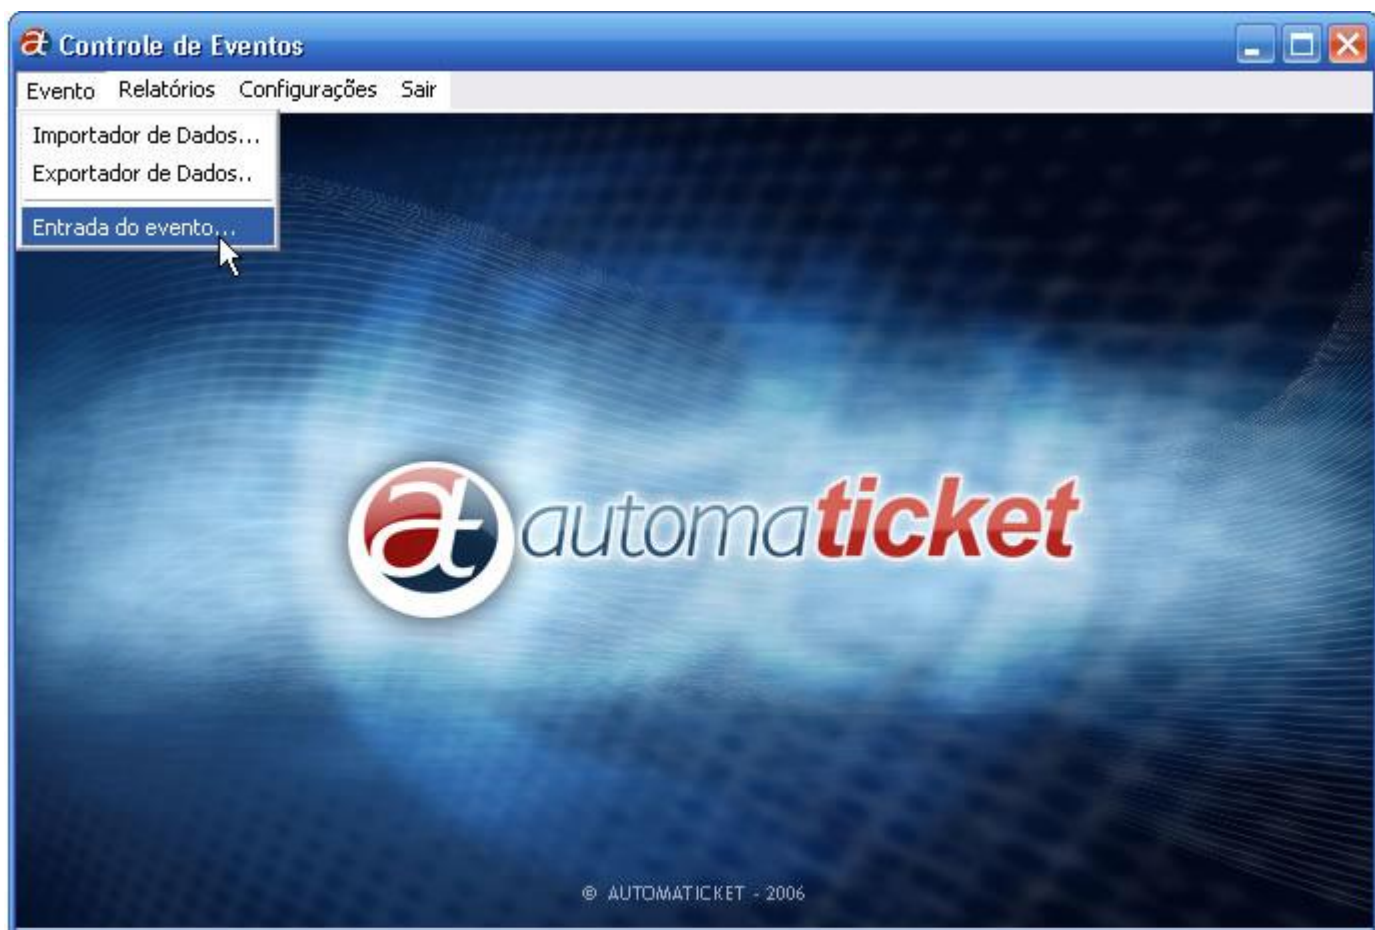 Controle de Eventos
Evento Relatórios Configurações Sair
Importador de Dados...
Exportador de Dados..
Entrada do evento...
at automaticket
© AUTOMATICKET - 2006